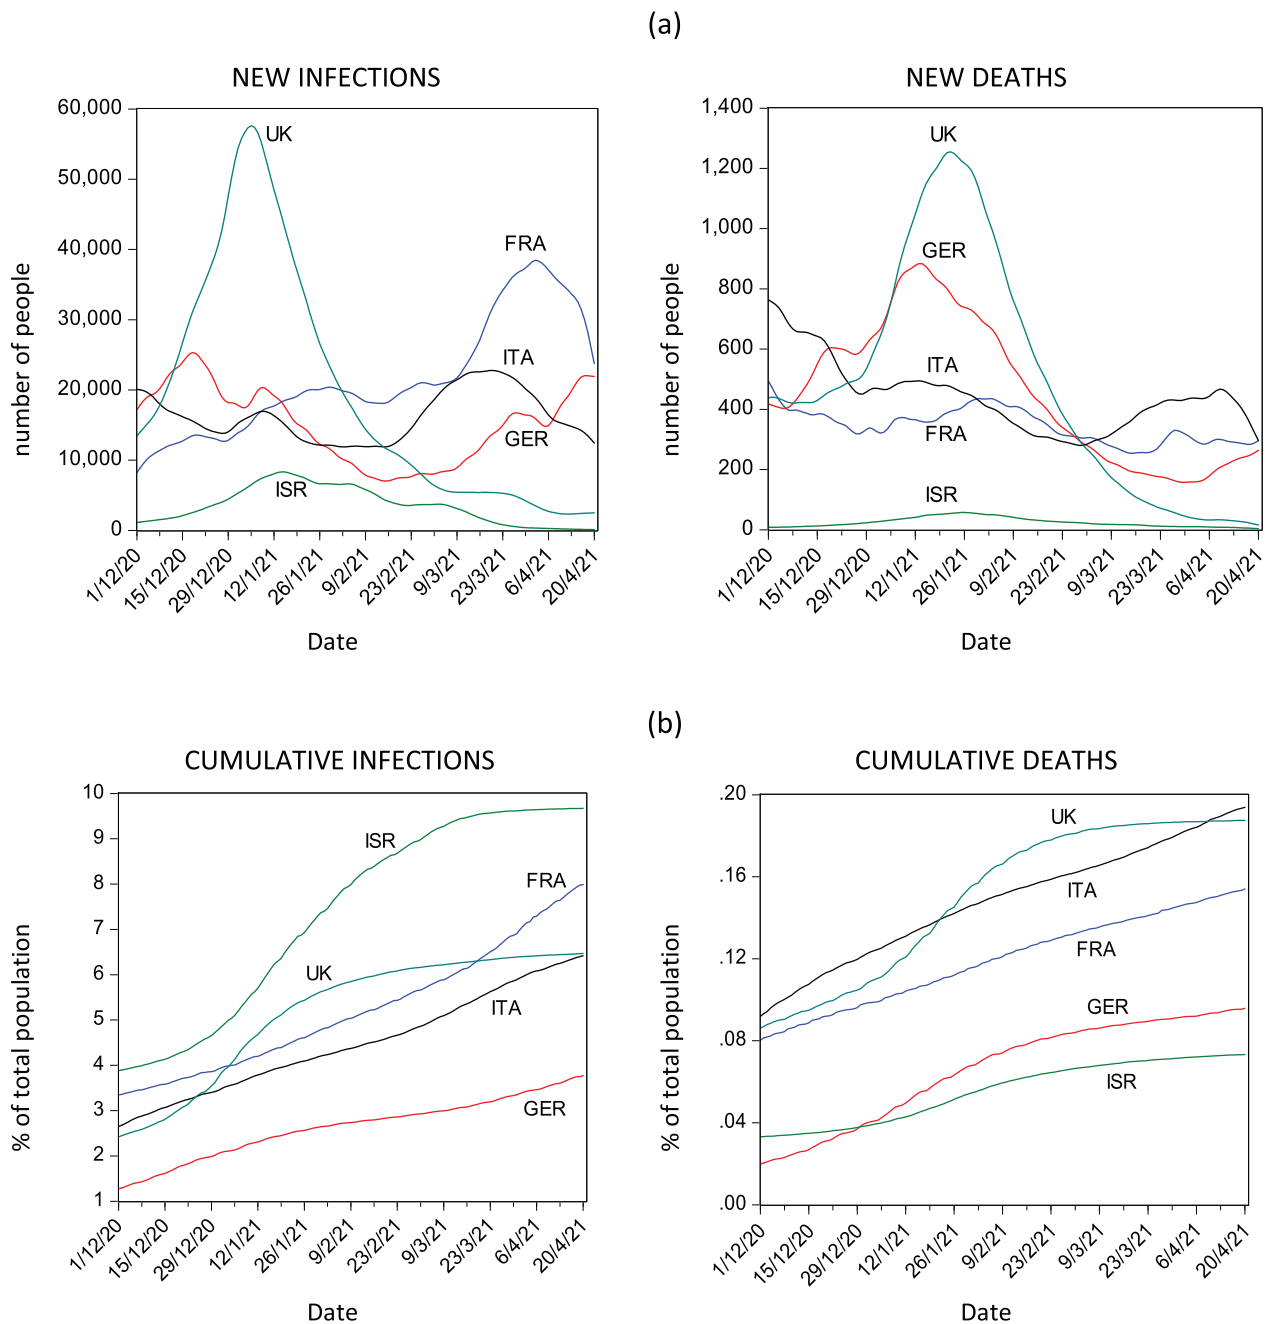 (a)
NEW INFECTIONS
60,000
50,000
40,000
30,000
20,000
10,000
0
number of people
UK
FRA
ITA
GER
ISR
1/12/20
15/12/20
29/12/20
12/1/21
26/1/21
9/2/21
23/2/21
9/3/21
23/3/21
6/4/21
20/4/21
Date
NEW DEATHS
1,400
1,200
1,000
800
600
400
200
0
number of people
UK
GER
ITA
FRA
ISR
1/12/20
15/12/20
29/12/20
12/1/21
26/1/21
9/2/21
23/2/21
9/3/21
23/3/21
6/4/21
20/4/21
Date
(b)
CUMULATIVE INFECTIONS
10
9
8
7
6
5
4
3
2
1
% of total population
ISR
FRA
UK
ITA
GER
1/12/20
15/12/20
29/12/20
12/1/21
26/1/21
9/2/21
23/2/21
9/3/21
23/3/21
6/4/21
20/4/21
Date
CUMULATIVE DEATHS
.20
.16
.12
.08
.04
.00
% of total population
UK
ITA
FRA
GER
ISR
1/12/20
15/12/20
29/12/20
12/1/21
26/1/21
9/2/21
23/2/21
9/3/21
23/3/21
6/4/21
20/4/21
Date